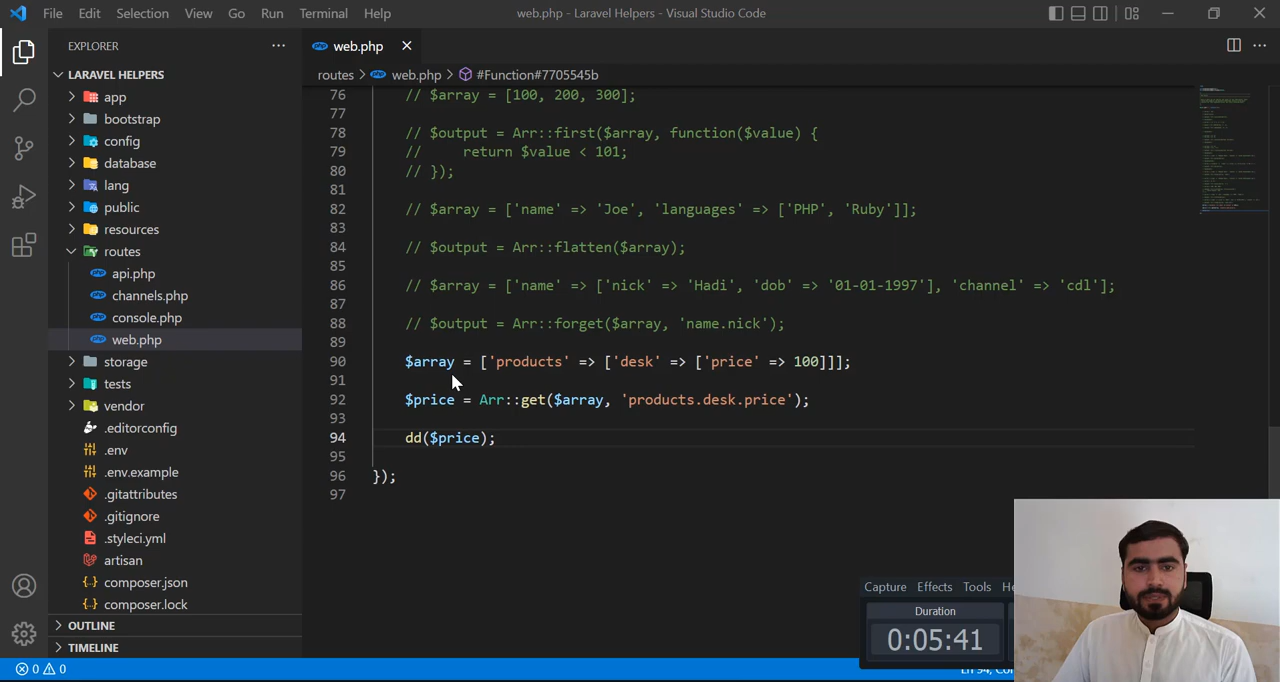 File Edit Selection View Go Run Terminal Help
web.php - Laravel Helpers - Visual Studio Code
EXPLORER
LARAVEL HELPERS
app
bootstrap
config
database
lang
public
resources
routes
api.php
channels.php
console.php
web.php
storage
tests
vendor
.editorconfig
.env
.env.example
.gitattributes
.gitignore
.styleci.yml
artisan
composer.json
composer.lock
OUTLINE
TIMELINE
0 0
web.php
routes > web.php > #Function#7705545b
76 // $array = [100, 200, 300];
77
78 // $output = Arr::first($array, function($value) {
79 //     return $value < 101;
80 // });
81
82 // $array = ['name' => 'Joe', 'languages' => ['PHP', 'Ruby']];
83
84 // $output = Arr::flatten($array);
85
86 // $array = ['name' => ['nick' => 'Hadi', 'dob' => '01-01-1997'], 'channel' => 'cdl'];
87
88 // $output = Arr::forget($array, 'name.nick');
89
90 $array = ['products' => ['desk' => ['price' => 100]]];
91
92 $price = Arr::get($array, 'products.desk.price');
93
94 dd($price);
95
96 });
97
Capture Effects Tools
Duration
0:05:41